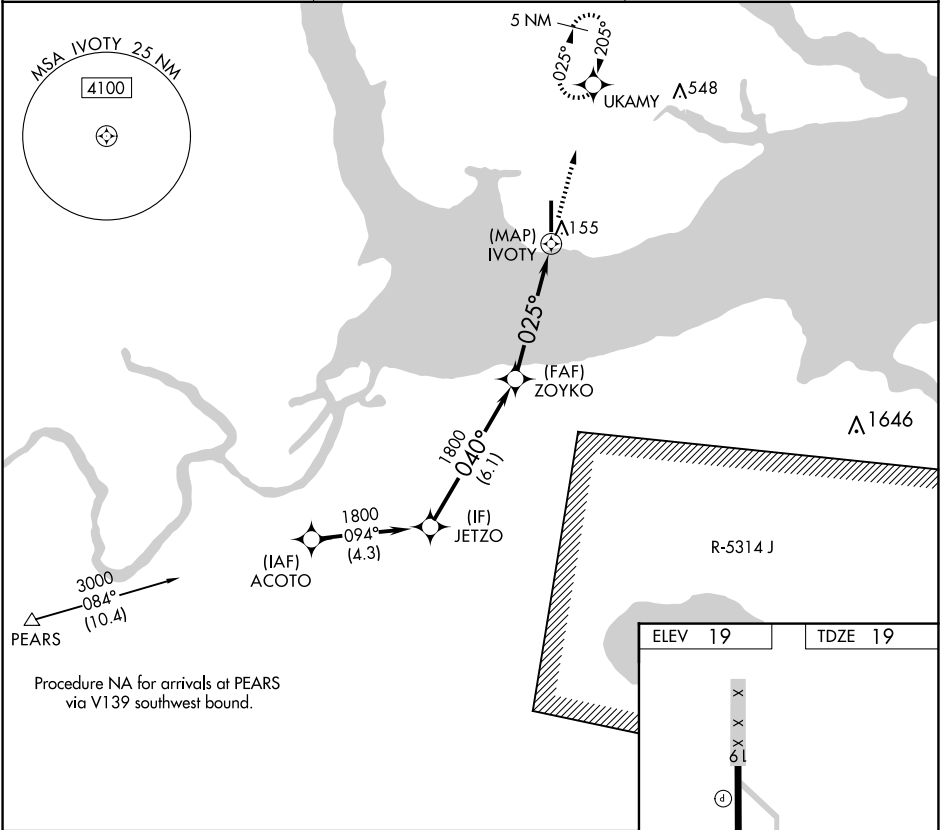 MSA IVOTY 25 NM
4100
5 NM
025°
205°
UKAMY
548
155
(MAP)
IVOTY
025°
(FAF)
ZOYKO
1646
1800
040°
(6.1)
1800
094°
(4.3)
(IF)
JETZO
(IAF)
ACOTO
R-5314 J
3000
084°
(10.4)
PEARS
Procedure NA for arrivals at PEARS
via V139 southwest bound.
ELEV 19
TDZE 19
X
X
X
19
P